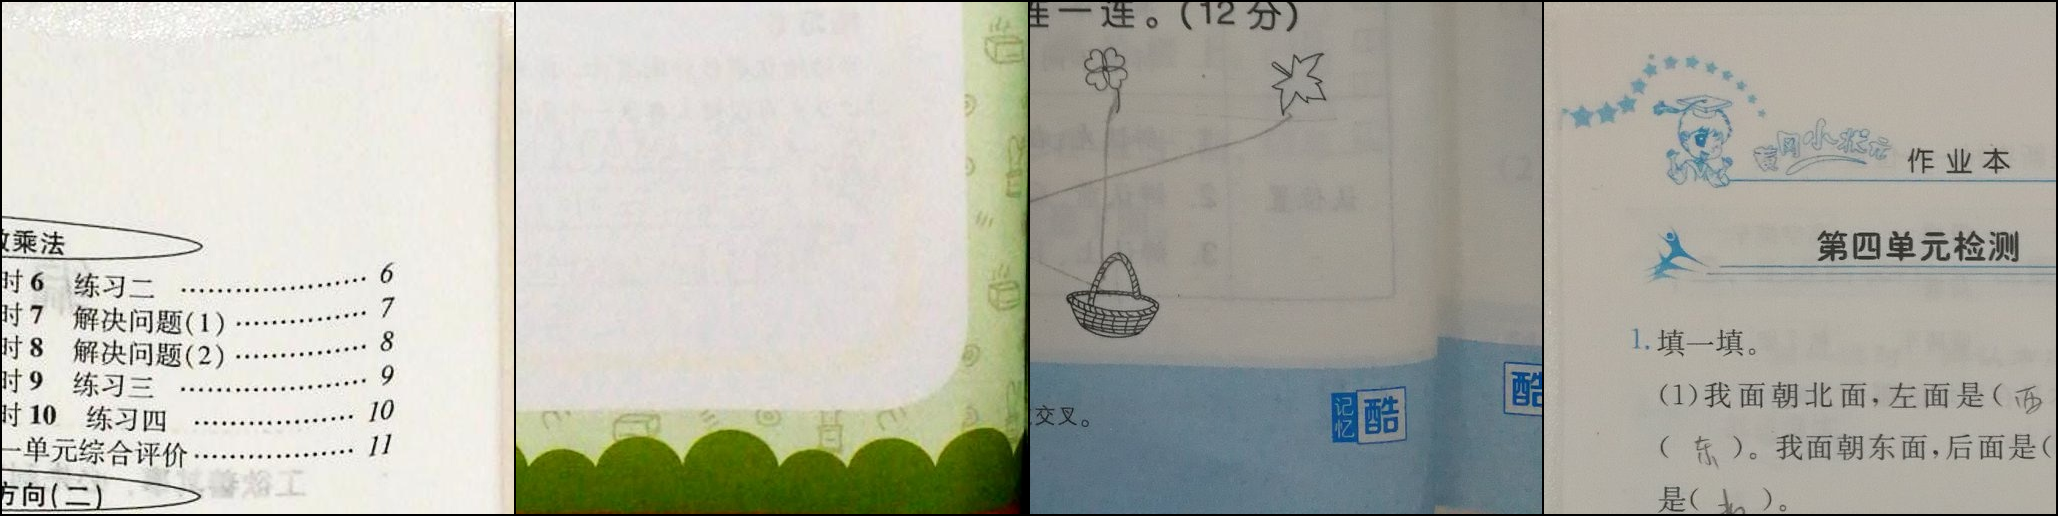 乘法
时6 练习二 ………………… 6
时7 解决问题(1) …………… 7
时8 解决问题(2) …………… 8
时9 练习三 ………………… 9
时10 练习四 ……………… 10
一单元综合评价 ……………… 11
方向(二)
连一连。(12分)
交叉。
记忆
酷
酷
黄冈小状元 作业本
第四单元检测
1. 填一填。
(1)我面朝北面,左面是( 西
( 东 )。我面朝东面,后面是(
是( )。